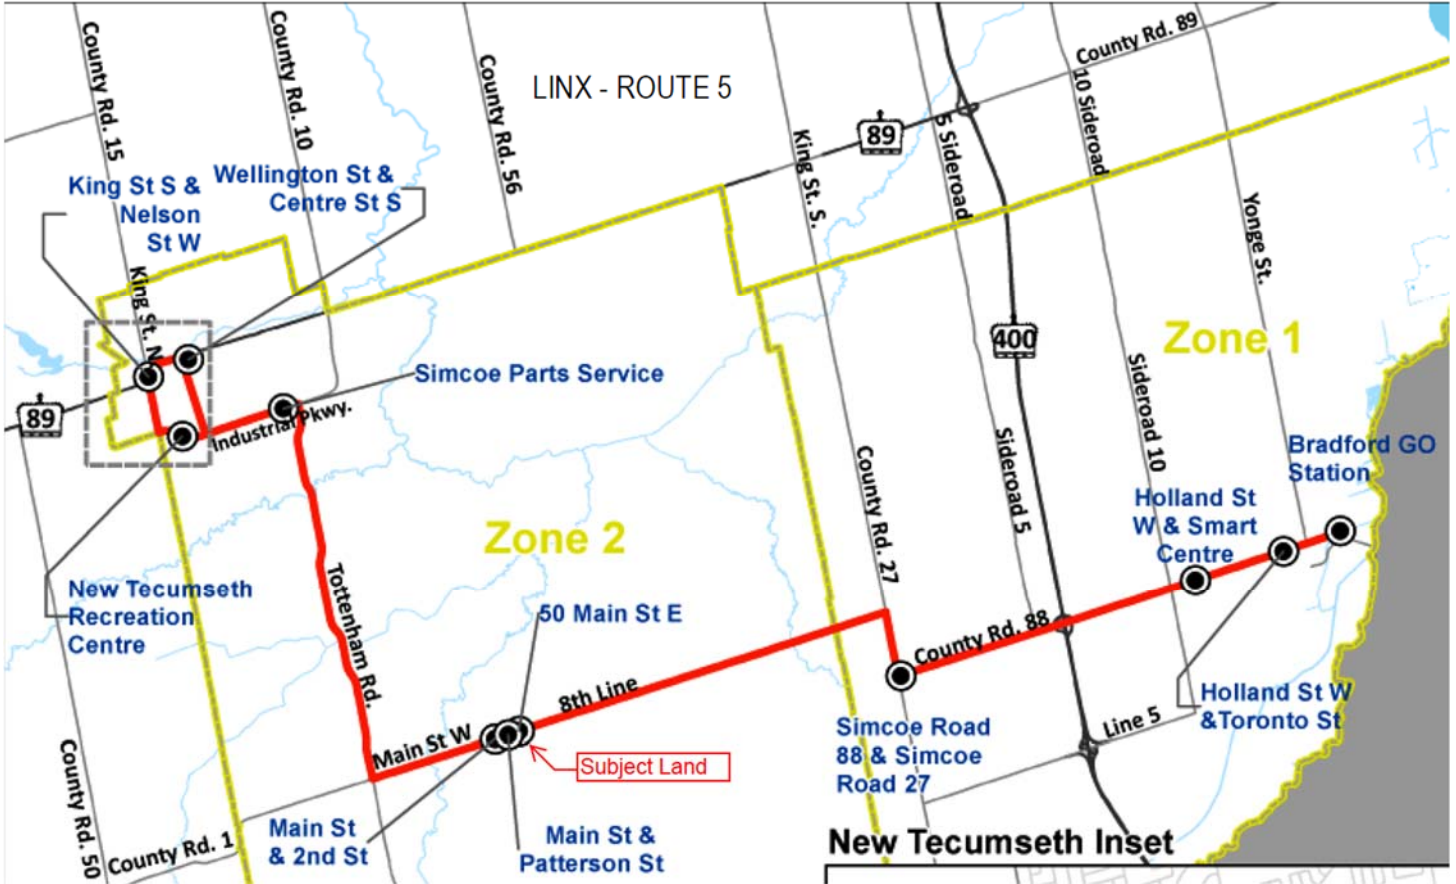 County Rd. 15
County Rd. 10
County Rd. 56
LINX - ROUTE 5
County Rd. 89
10 Sideroad
89
5 Sideroad
King St. S.
King St S &
Nelson
St W
Wellington St &
Centre St S
Yonge St.
King St. N
Zone 1
400
Sideroad 10
Simcoe Parts Service
89
Industrial Pkwy.
Bradford GO
Station
County Rd. 27
Sideroad 5
Holland St
W & Smart
Centre
Zone 2
New Tecumseth
Recreation
Centre
Tottenham Rd.
50 Main St E
County Rd. 88
8th Line
Holland St W
&Toronto St
Main St W
Line 5
Simcoe Road
88 & Simcoe
Road 27
Subject Land
County Rd. 50
County Rd. 1
Main St
& 2nd St
Main St &
Patterson St
New Tecumseth Inset